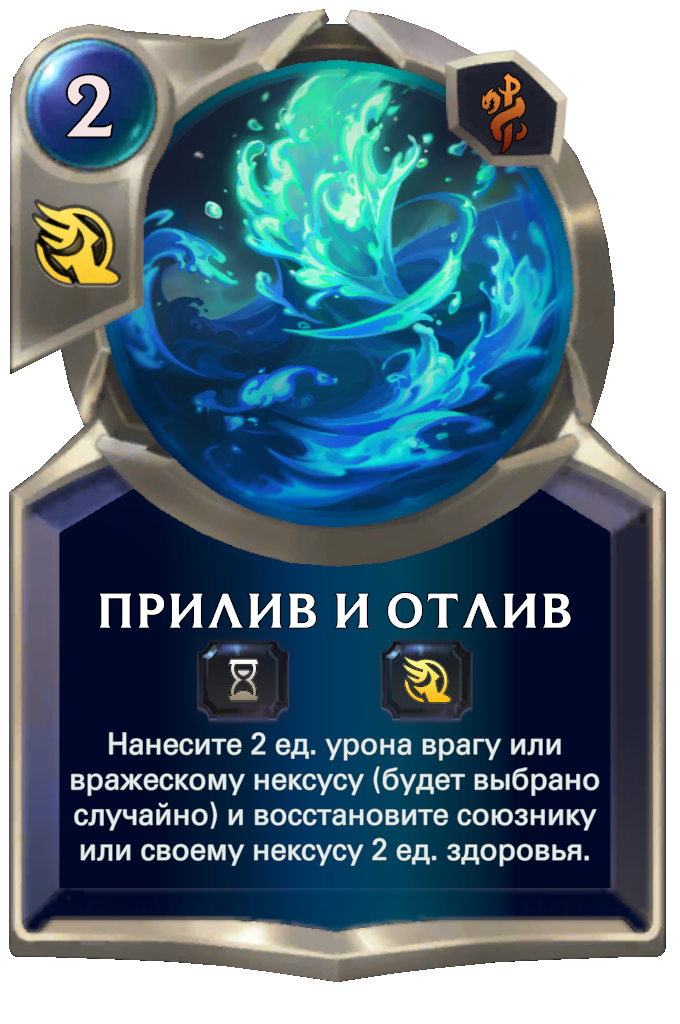 2
ПРИЛИВ И ОТЛИВ
Нанесите 2 ед. урона врагу или
вражескому нексусу (будет выбрано
случайно) и восстановите союзнику
или своему нексусу 2 ед. здоровья.